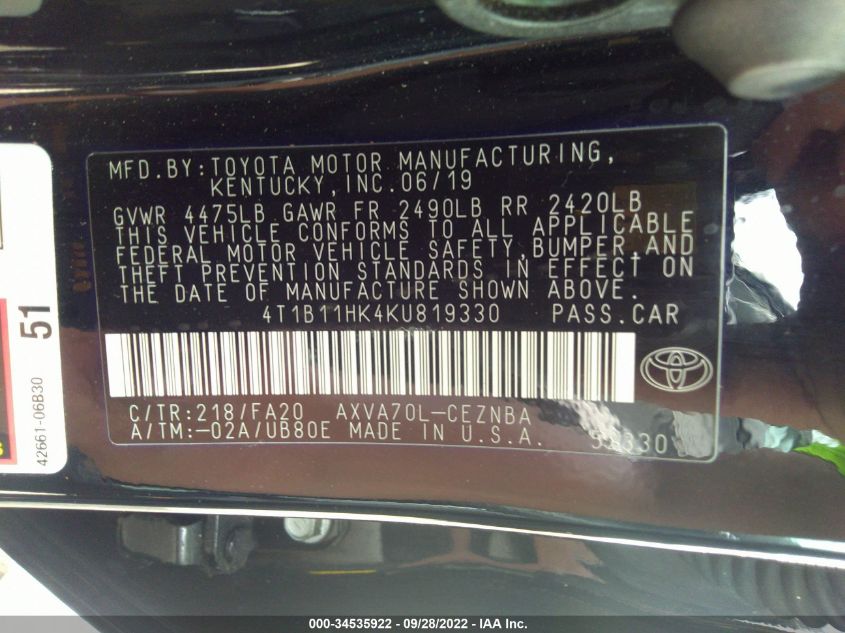 MFD.BY:TOYOTA MOTOR MANUFACTURING,
KENTUCKY,INC.06/19
GVWR 4475LB GAWR FR 2490LB RR 2420LB
THIS VEHICLE CONFORMS TO ALL APPLICABLE
FEDERAL MOTOR VEHICLE SAFETY,BUMPER,AND
THEFT PREVENTION STANDARDS IN EFFECT ON
THE DATE OF MANUFACTURE SHOWN ABOVE.
4T1B11HK4KU819330 PASS.CAR
C/TR:218/FA20 AXVA70L-CEZNBA
A/TM:-02A/UB80E MADE IN U.S.A.
51
42661-06B30
000-34535922 - 09/28/2022 - IAA Inc.